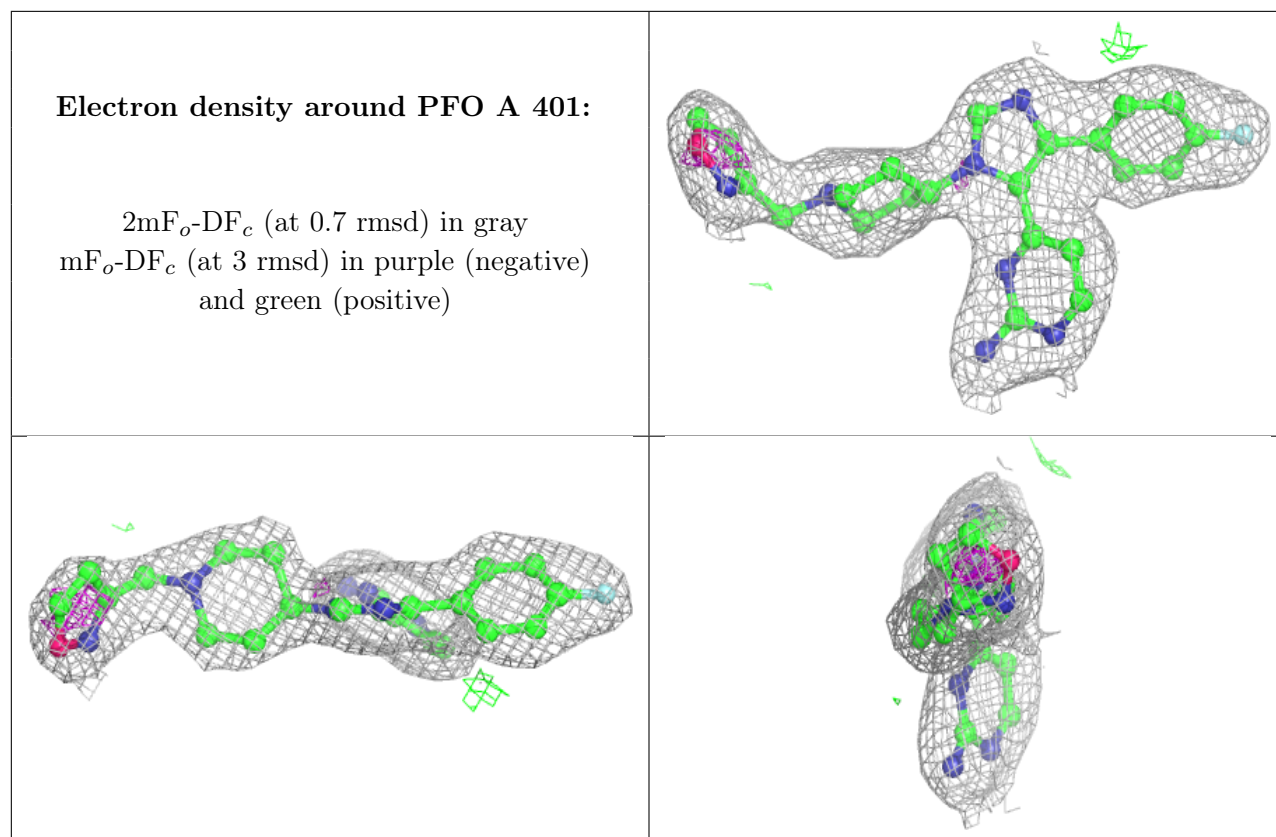 Electron density around PFO A 401:
2mFo-DFc (at 0.7 rmsd) in gray
mFo-DFc (at 3 rmsd) in purple (negative)
and green (positive)